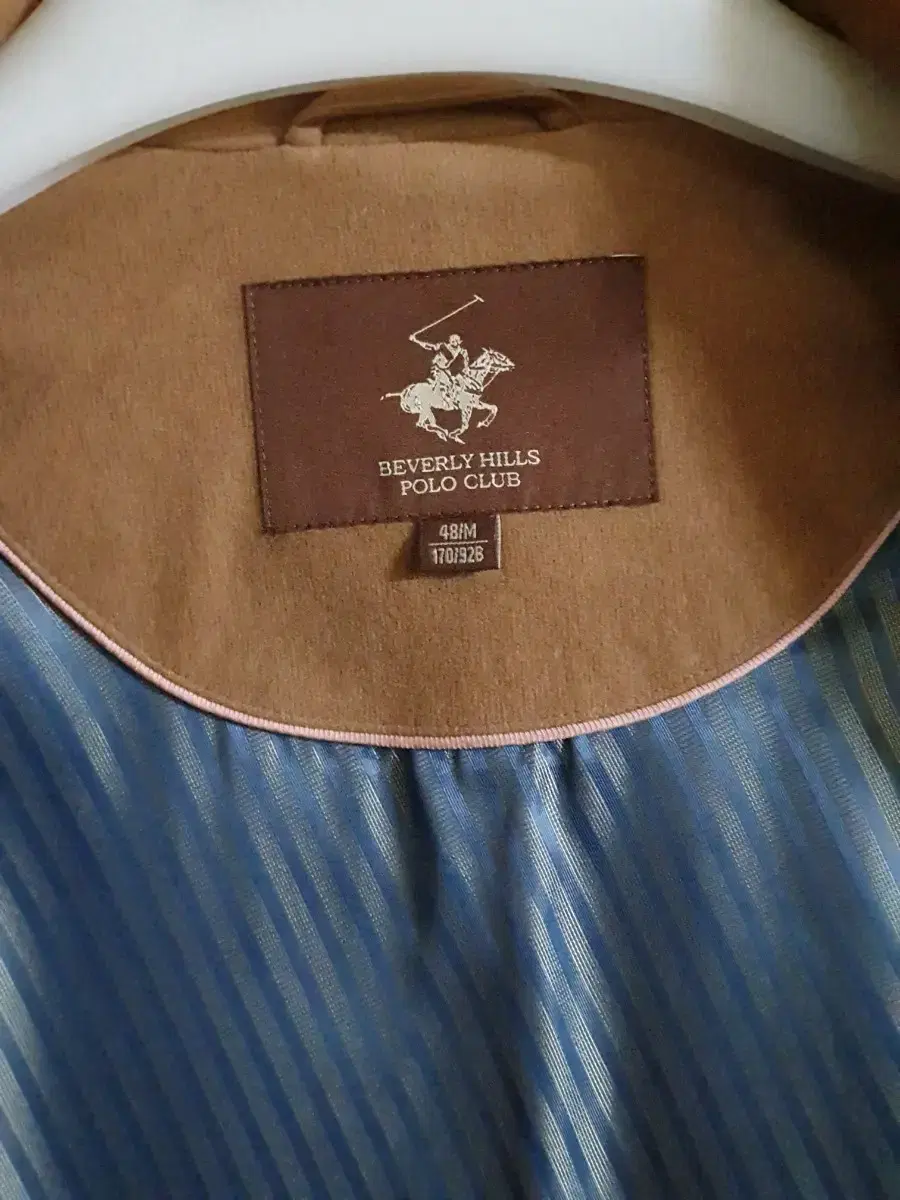 BEVERLY HILLS
POLO CLUB
48/M
170/92B